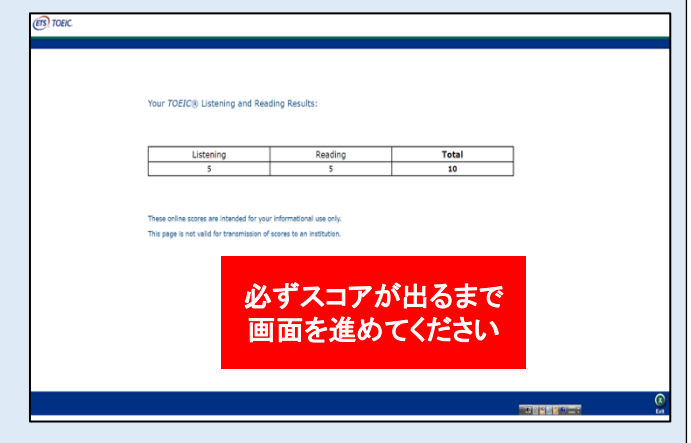 ETS TOEIC
Your TOEIC® Listening and Reading Results:
Listening Reading Total
5 5 10
These online scores are intended for your informational use only.
This page is not valid for transmission of scores to an institution.
必ずスコアが出るまで
画面を進めてください
Exit